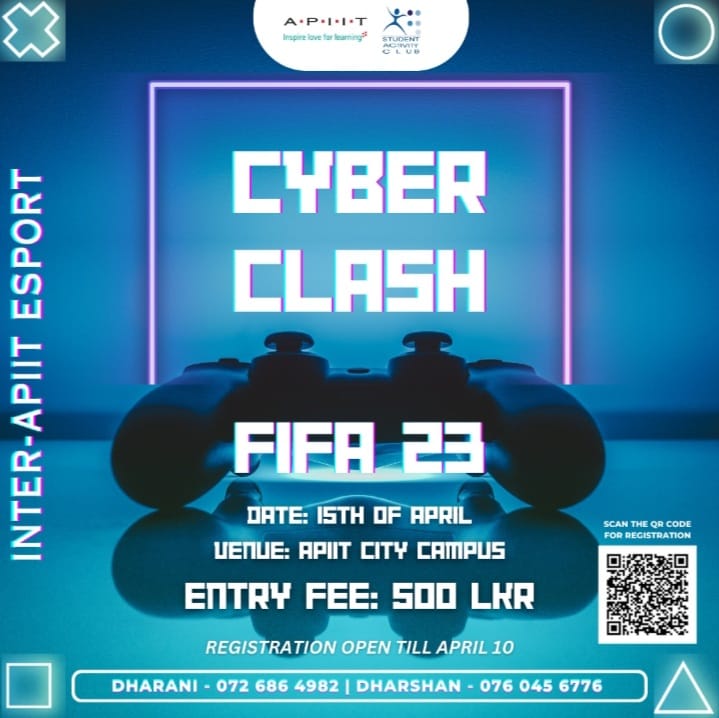 A·P·I·I·T
Inspire love for learning
STUDENT
ACTIVITY
CLUB
CYBER
CLASH
INTER-APIIT ESPORT
FIFA 23
DATE: 15TH OF APRIL
VENUE: APIIT CITY CAMPUS
ENTRY FEE: 500 LKR
SCAN THE QR CODE
FOR REGISTRATION
REGISTRATION OPEN TILL APRIL 10
DHARANI - 072 686 4982 | DHARSHAN - 076 045 6776